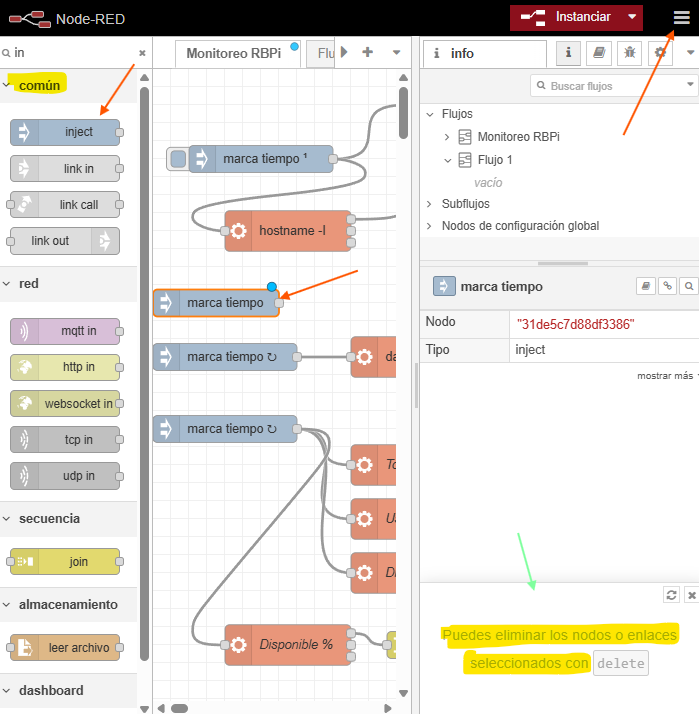 Node-RED
Instanciar
in
común
inject
link in
link call
link out
red
mqtt in
http in
websocket in
tcp in
udp in
secuencia
join
almacenamiento
leer archivo
dashboard
Monitoreo RBPi
Flu
marca tiempo ¹
hostname -I
marca tiempo
marca tiempo ↻
da
marca tiempo ↻
To
Us
Di
Disponible %
i info
Buscar flujos
Flujos
Monitoreo RBPi
Flujo 1
vacío
Subflujos
Nodos de configuración global
marca tiempo
Nodo "31de5c7d88df3386"
Tipo inject
mostrar más
Puedes eliminar los nodos o enlaces
seleccionados con delete